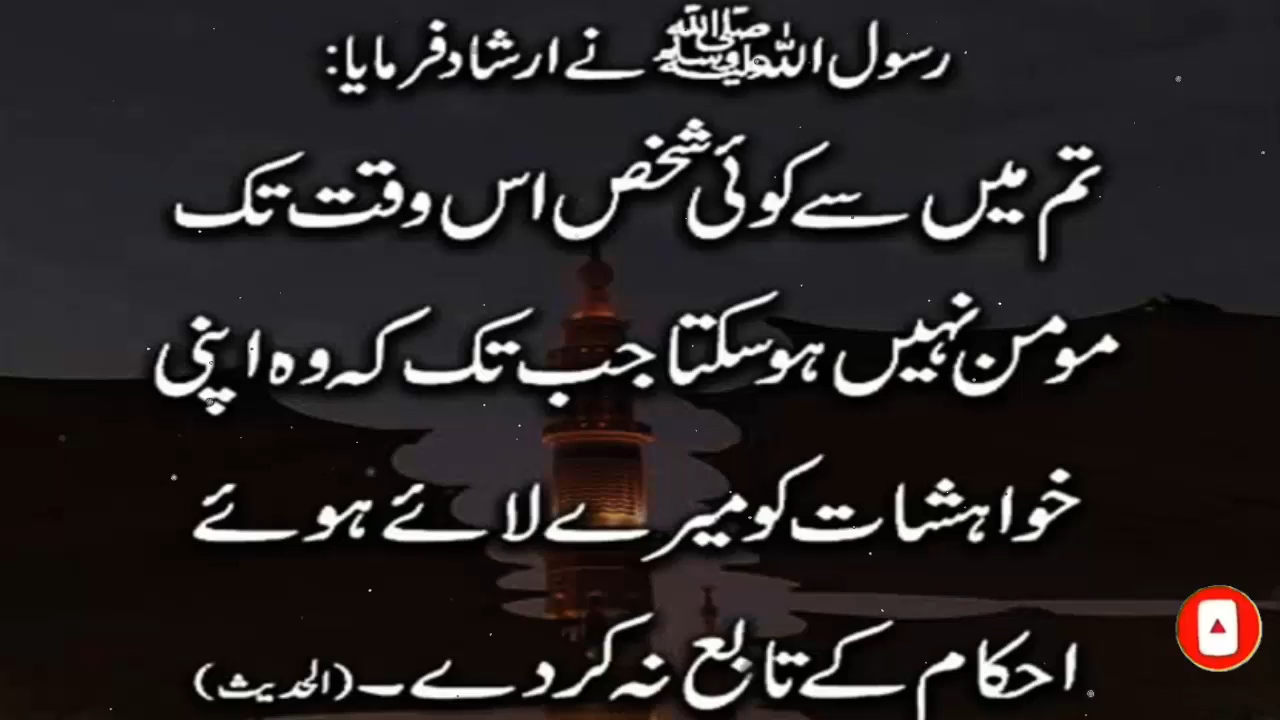 رسول اللہ ﷺ نے ارشاد فرمایا:
تم میں سے کوئی شخص اس وقت تک
مومن نہیں ہوسکتا جب تک کہ وہ اپنی
خواہشات کو میرے لائے ہوئے
احکام کے تابع نہ کردے۔ (الحدیث)